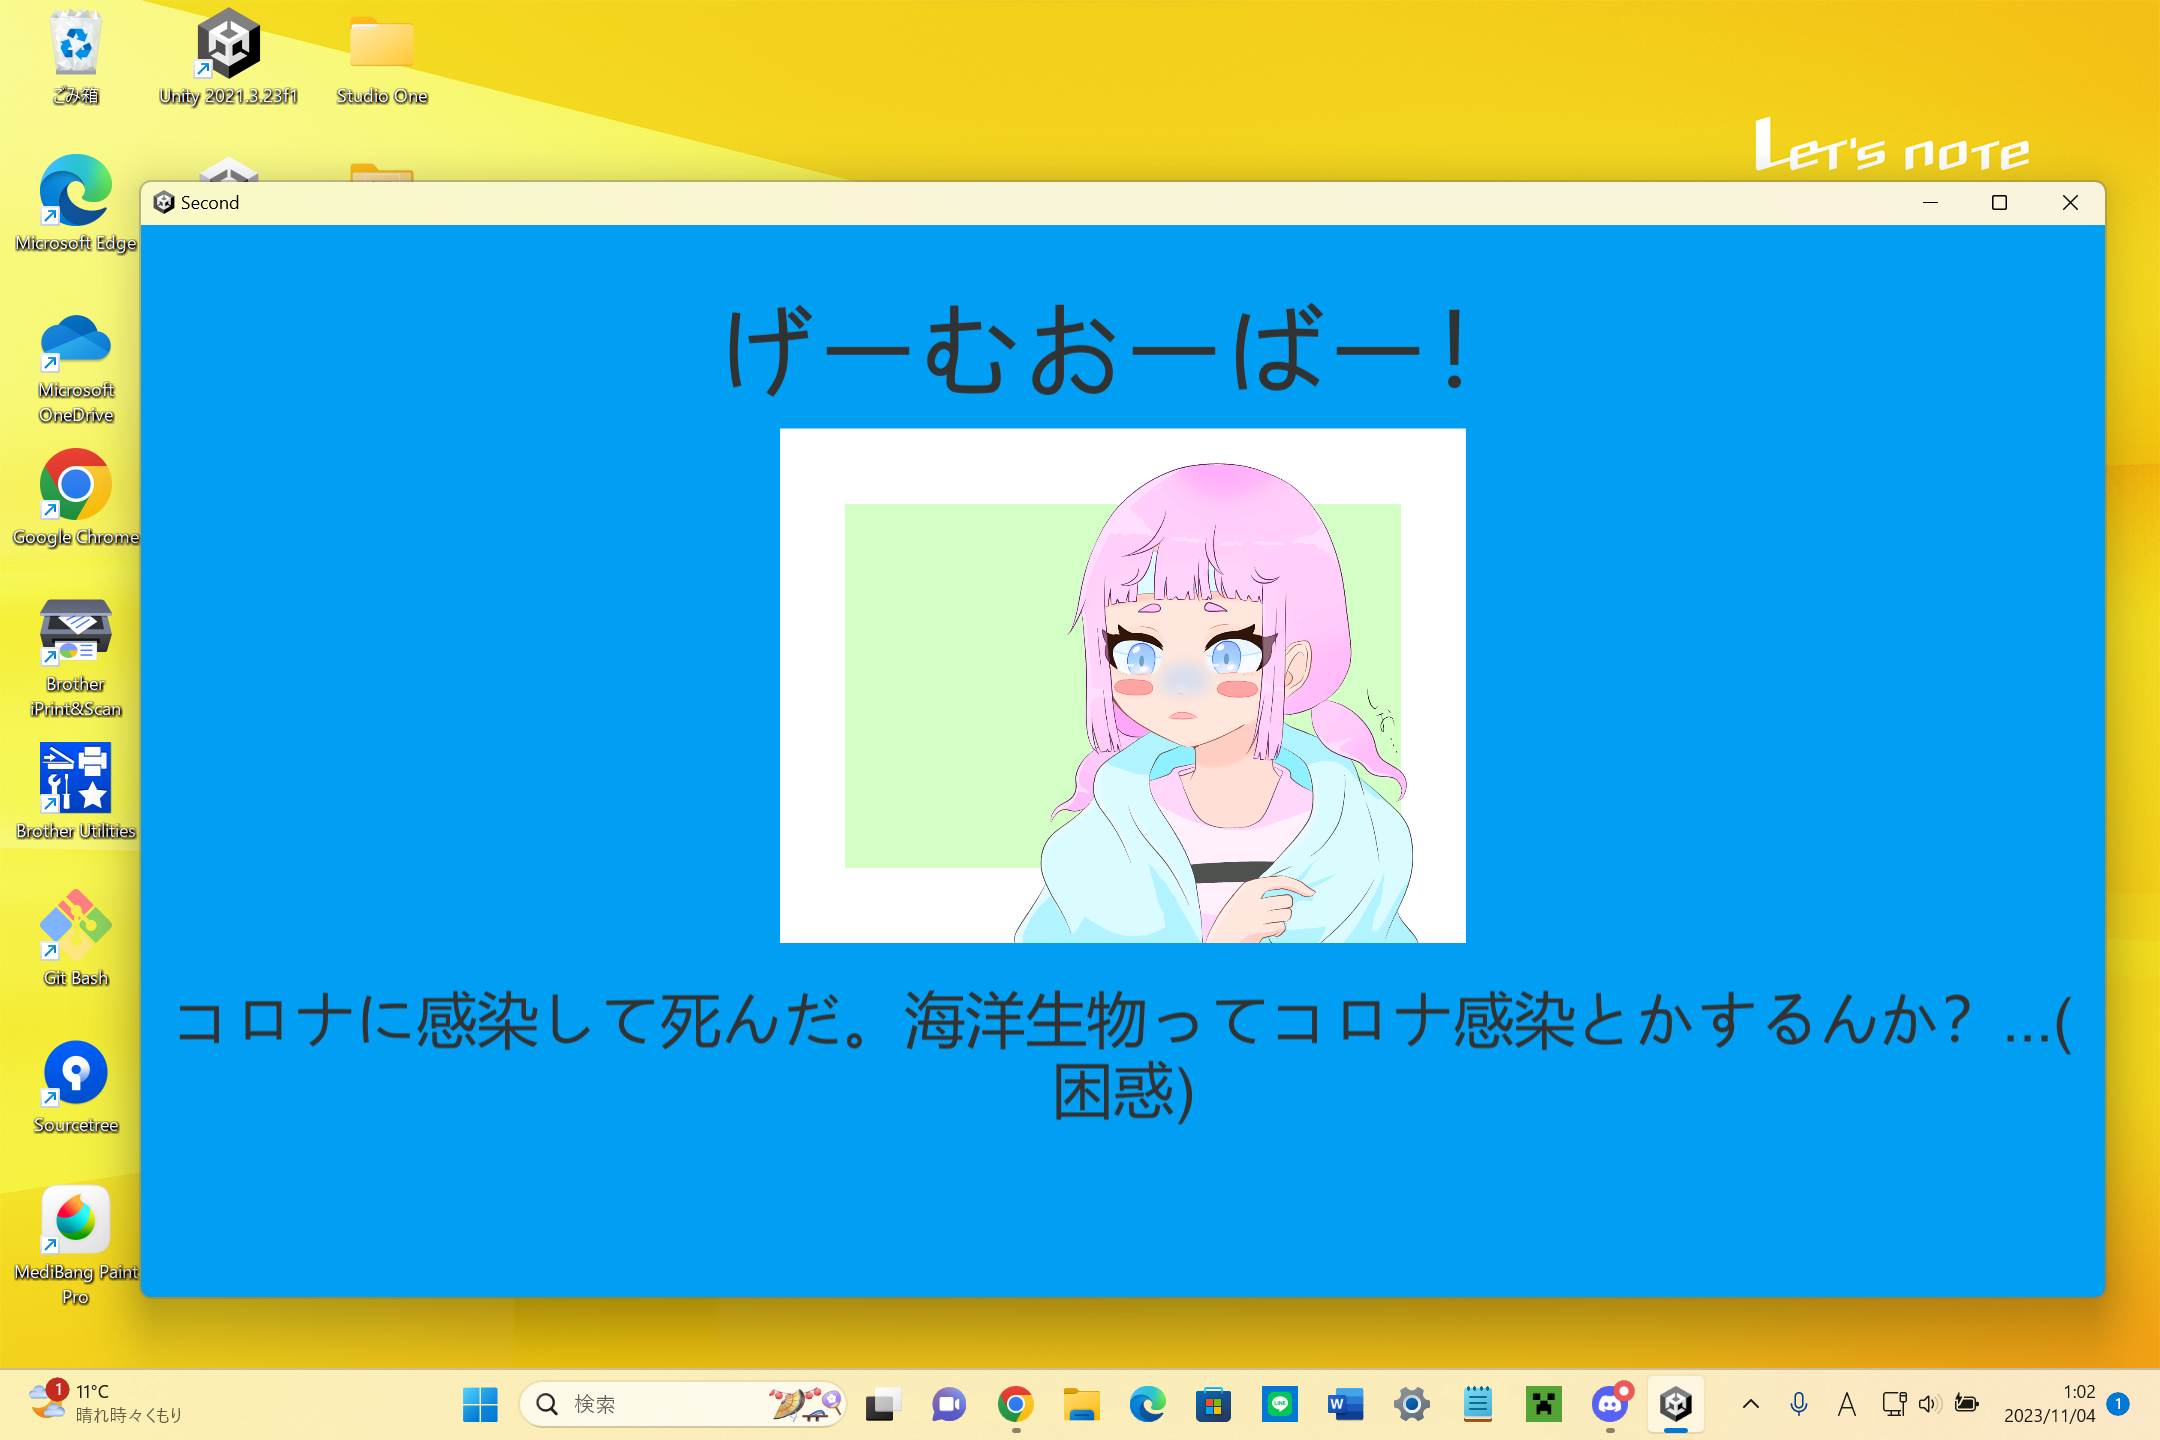 ごみ箱
Unity 2021.3.23f1
Studio One
Let's note
Microsoft Edge
Second
げーむおーばー！
Microsoft
OneDrive
Google Chrome
Brother
iPrint&Scan
Brother Utilities
Git Bash
コロナに感染して死んだ。海洋生物ってコロナ感染とかするんか？…(
困惑)
Sourcetree
MediBang Paint
Pro
1
11°C
晴れ時々くもり
検索
LINE
W
A
1:02
2023/11/04
1